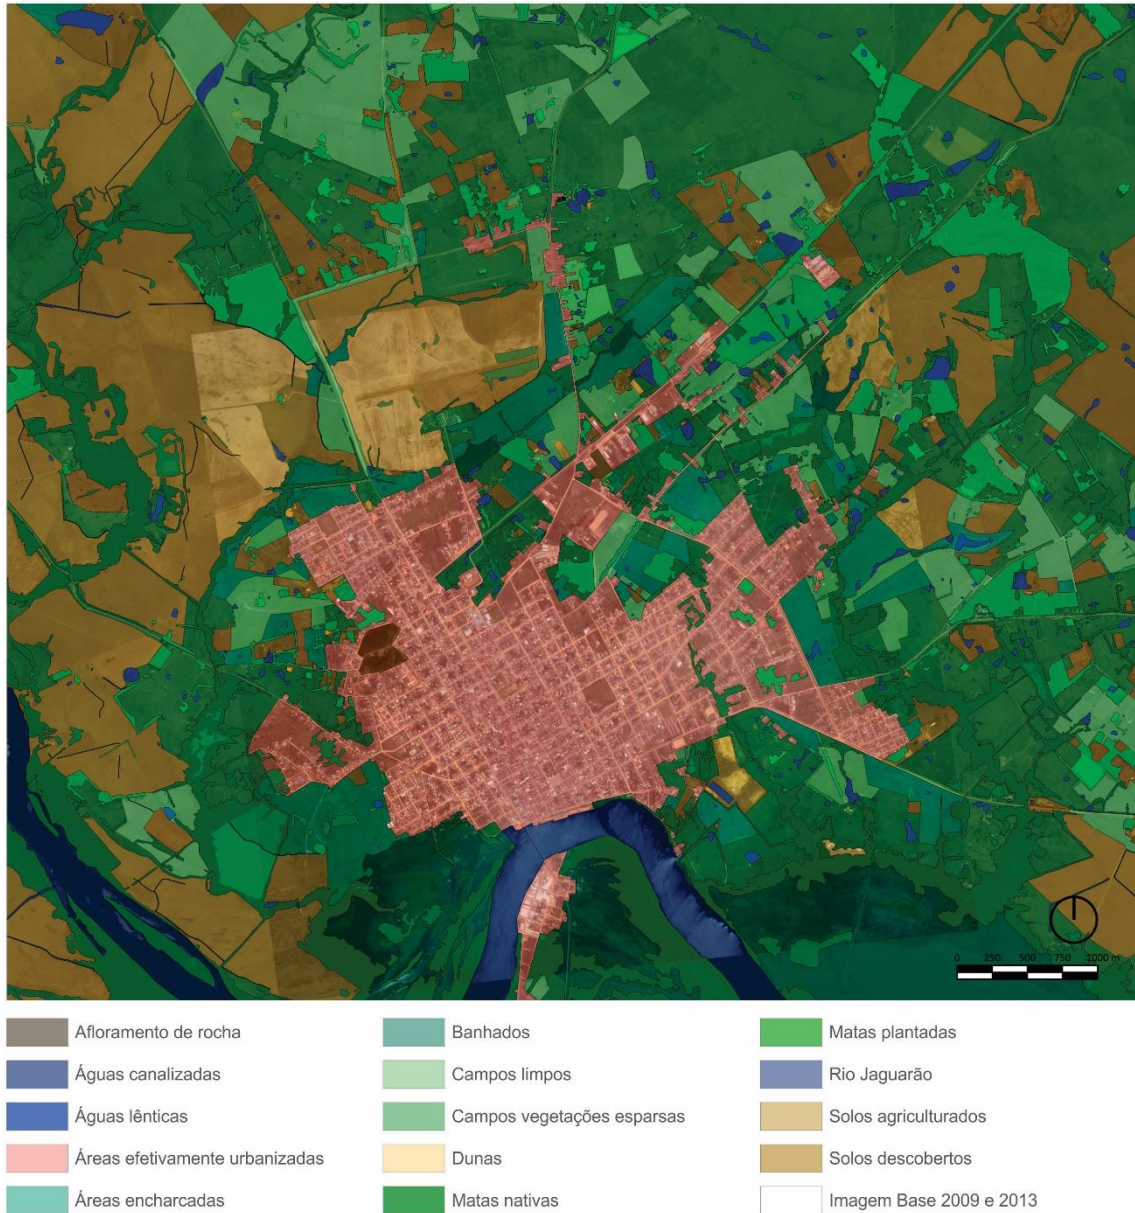 0 250 500 750 1000 m
Afloramento de rocha
Águas canalizadas
Águas lênticas
Áreas efetivamente urbanizadas
Áreas encharcadas
Banhados
Campos limpos
Campos vegetações esparsas
Dunas
Matas nativas
Matas plantadas
Rio Jaguarão
Solos agriculturados
Solos descobertos
Imagem Base 2009 e 2013